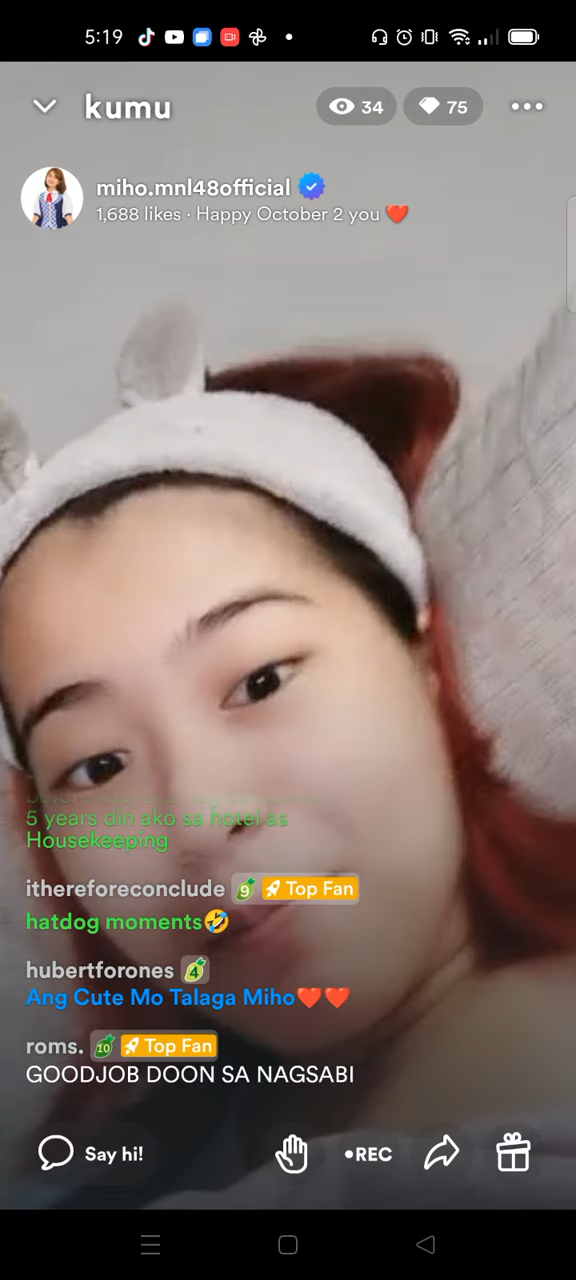 5:19
kumu
34
75
miho.mnl48official
1,688 likes · Happy October 2 you ❤️
5 years din ako sa hotel as
Housekeeping
ithereforeconclude 9 Top Fan
hatdog moments🤣
hubertforones 4
Ang Cute Mo Talaga Miho❤️❤️
roms. 10 Top Fan
GOODJOB DOON SA NAGSABI
Say hi!
•REC